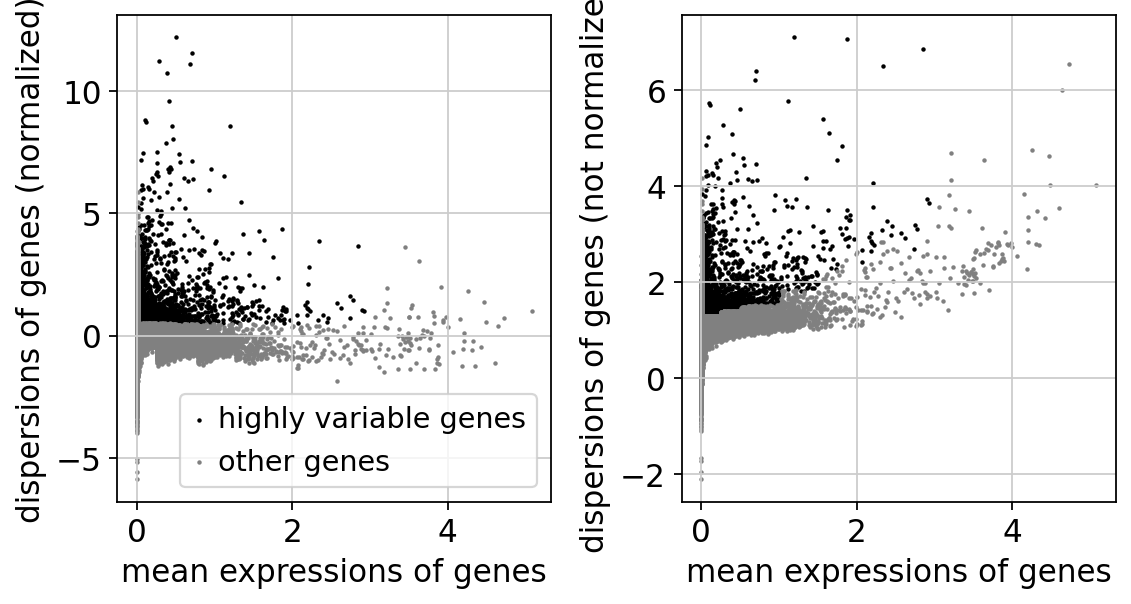 dispersions of genes (normalized)
10
5
0
−5
highly variable genes
other genes
0 2 4
mean expressions of genes
dispersions of genes (not normalize
6
4
2
0
−2
0 2 4
mean expressions of genes